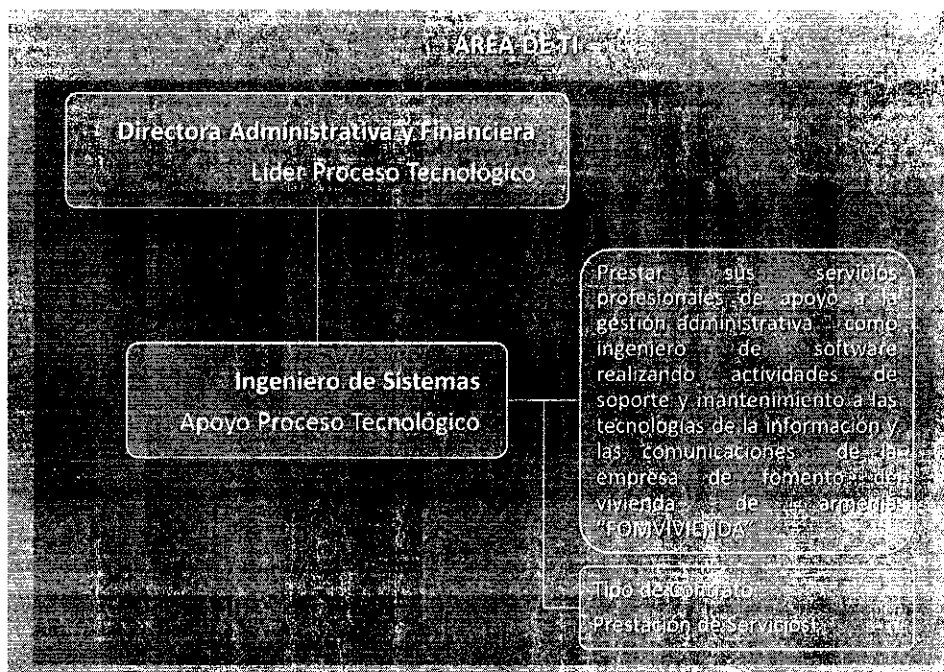 ÁREA DE TI
Directora Administrativa y Financiera
Líder Proceso Tecnológico
Ingeniero de Sistemas
Apoyo Proceso Tecnológico
Prestar sus servicios
profesionales de apoyo a la
gestión administrativa como
ingeniero de software
realizando actividades de
soporte y mantenimiento a las
tecnologías de la información y
las comunicaciones de la
empresa de fomento de
vivienda de armenia
"FOMVIVIENDA"
Tipo de Contrato
Prestación de Servicios